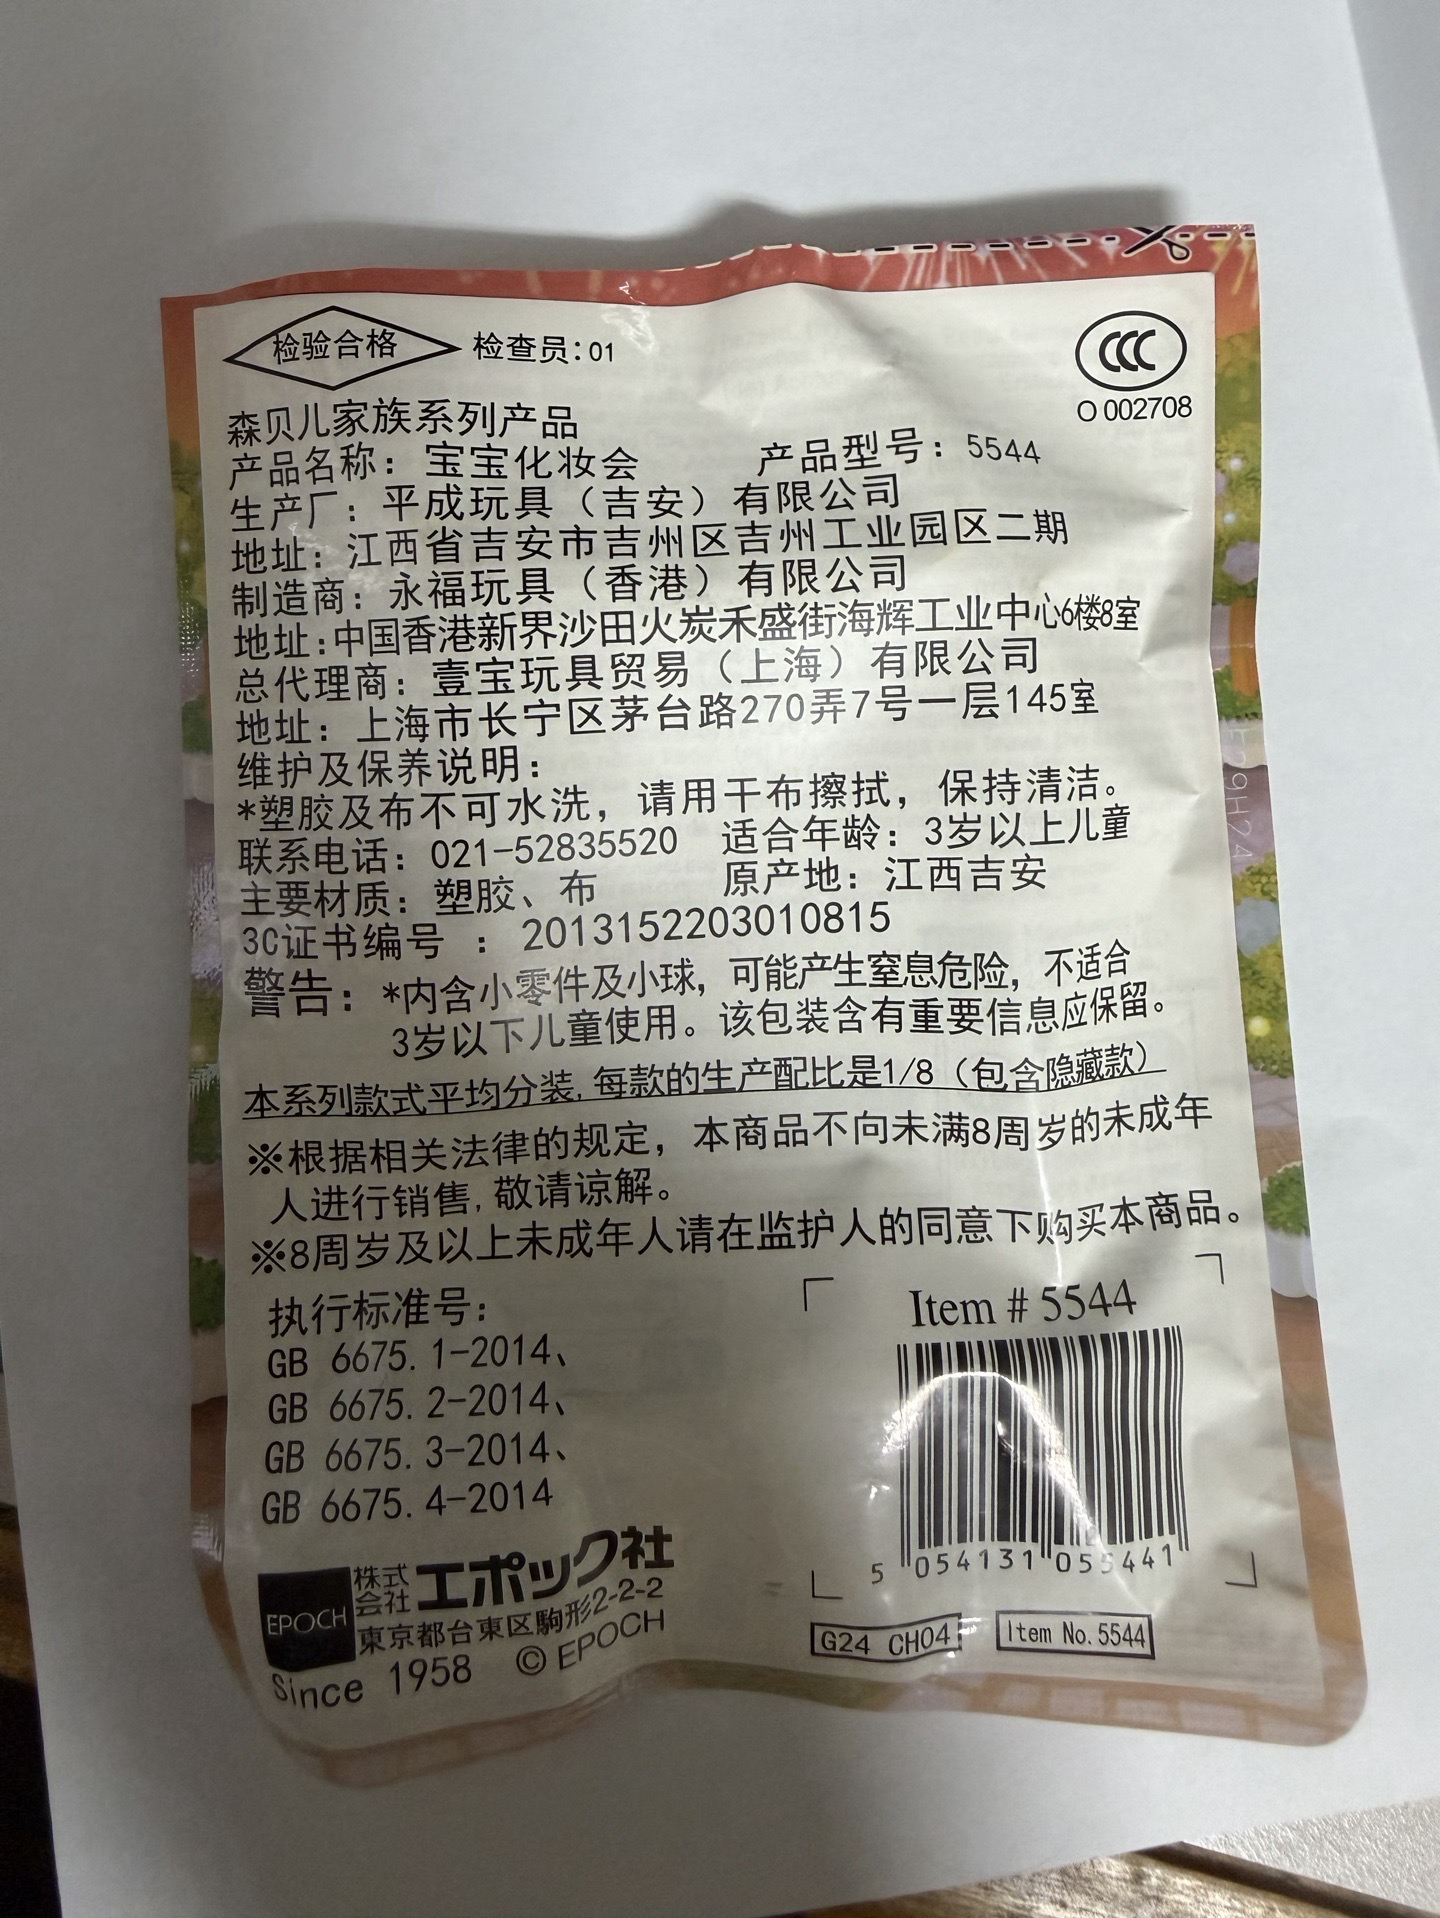 检验合格 检查员：01
CCC
O 002708
森贝儿家族系列产品
产品名称：宝宝化妆会 产品型号：5544
生产厂：平成玩具（吉安）有限公司
地址：江西省吉安市吉州区吉州工业园区二期
制造商：永福玩具（香港）有限公司
地址：中国香港新界沙田火炭禾盛街海辉工业中心6楼8室
总代理商：壹宝玩具贸易（上海）有限公司
地址：上海市长宁区茅台路270弄7号一层145室
维护及保养说明：
*塑胶及布不可水洗，请用干布擦拭，保持清洁。
联系电话：021-52835520 适合年龄：3岁以上儿童
主要材质：塑胶、布 原产地：江西吉安
3C证书编号：2013152203010815
警告：*内含小零件及小球，可能产生窒息危险，不适合
3岁以下儿童使用。该包装含有重要信息应保留。
本系列款式平均分装，每款的生产配比是1/8（包含隐藏款）
※根据相关法律的规定，本商品不向未满8周岁的未成年
人进行销售，敬请谅解。
※8周岁及以上未成年人请在监护人的同意下购买本商品。
执行标准号：
GB 6675.1-2014、
GB 6675.2-2014、
GB 6675.3-2014、
GB 6675.4-2014
Item # 5544
5 054131 055441
EPOCH 株式会社 エポック社
東京都台東区駒形2-2-2
Since 1958 © EPOCH
G24 CH04 Item No. 5544